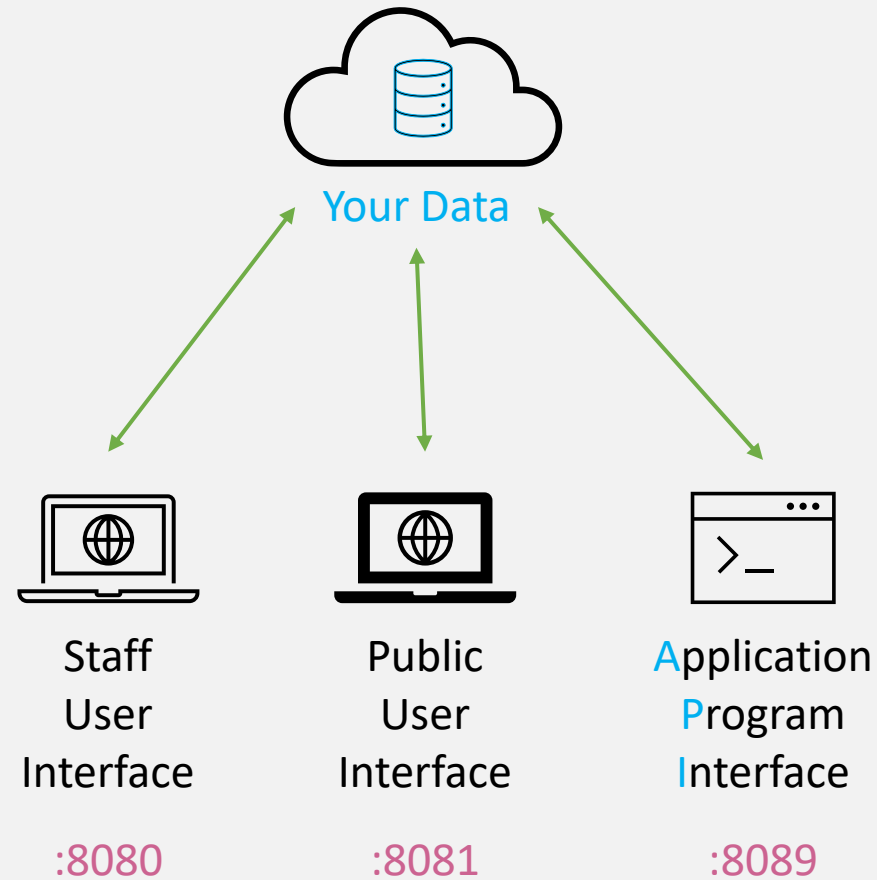 Your Data
Staff
User
Interface
:8080
Public
User
Interface
:8081
Application
Program
Interface
:8089